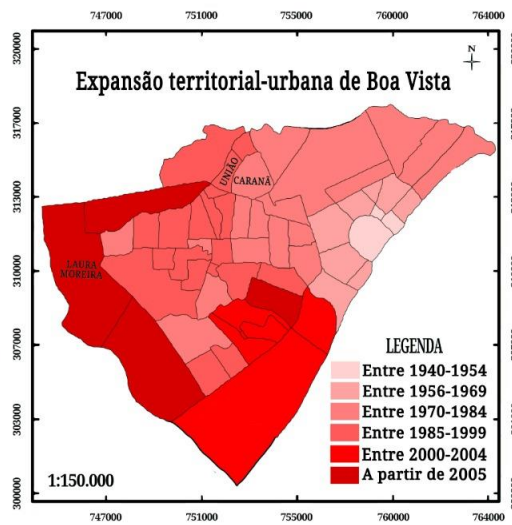 747000 751000 755000 760000 764000
N
Expansão territorial-urbana de Boa Vista
320000
317000
313000
310000
307000
303000
300000
UNIÃO
CARANÃ
LAURA
MOREIRA
LEGENDA
Entre 1940-1954
Entre 1956-1969
Entre 1970-1984
Entre 1985-1999
Entre 2000-2004
A partir de 2005
1:150.000
747000 751000 755000 760000 764000